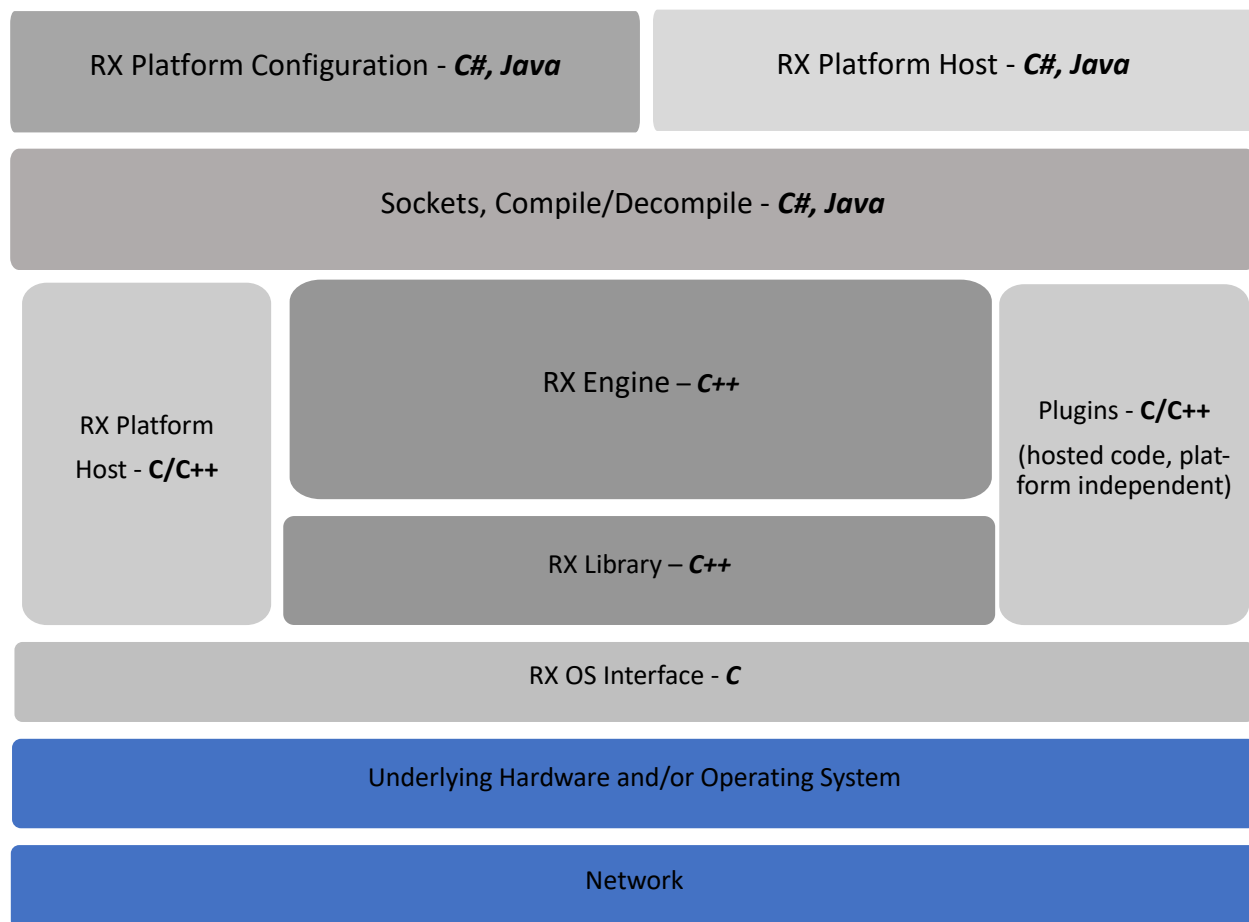 RX Platform Configuration - C#, Java
RX Platform Host - C#, Java
Sockets, Compile/Decompile - C#, Java
RX Platform
Host - C/C++
RX Engine – C++
RX Library – C++
Plugins - C/C++
(hosted code, plat-
form independent)
RX OS Interface - C
Underlying Hardware and/or Operating System
Network